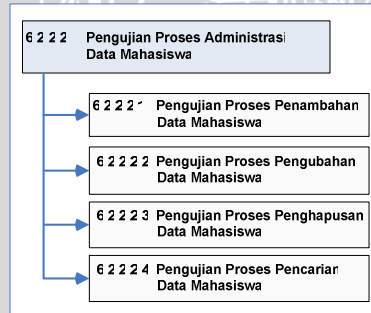 6 2 2 2 Pengujian Proses Administrasi
Data Mahasiswa
6 2 2 2 1 Pengujian Proses Penambahan
Data Mahasiswa
6 2 2 2 2 Pengujian Proses Pengubahan
Data Mahasiswa
6 2 2 2 3 Pengujian Proses Penghapusan
Data Mahasiswa
6 2 2 2 4 Pengujian Proses Pencarian
Data Mahasiswa